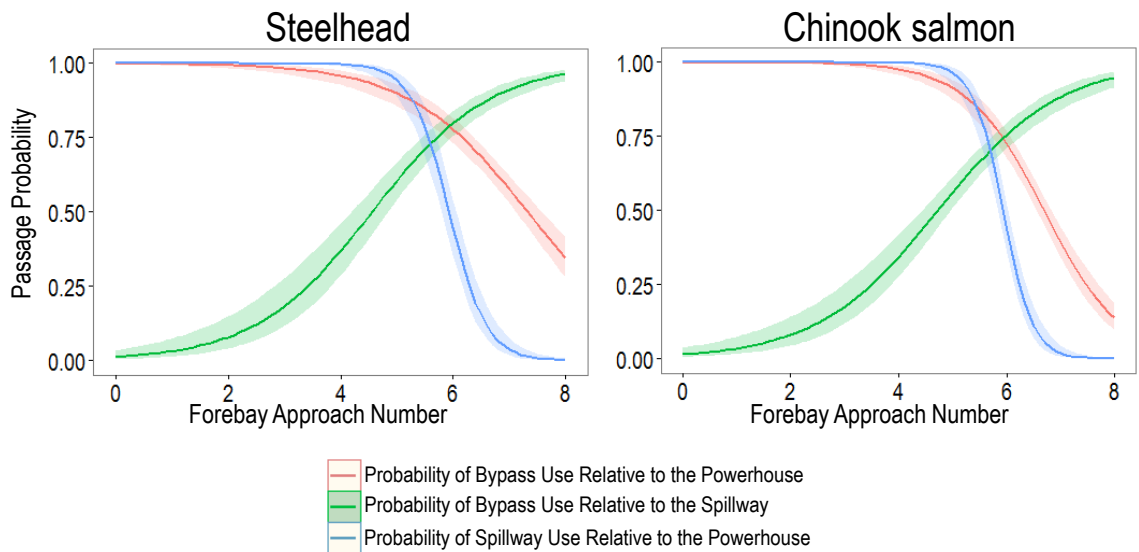 Steelhead
Chinook salmon
Passage Probability
1.00
0.75
0.50
0.25
0.00
0 2 4 6 8
Forebay Approach Number
1.00
0.75
0.50
0.25
0.00
0 2 4 6 8
Forebay Approach Number
Probability of Bypass Use Relative to the Powerhouse
Probability of Bypass Use Relative to the Spillway
Probability of Spillway Use Relative to the Powerhouse